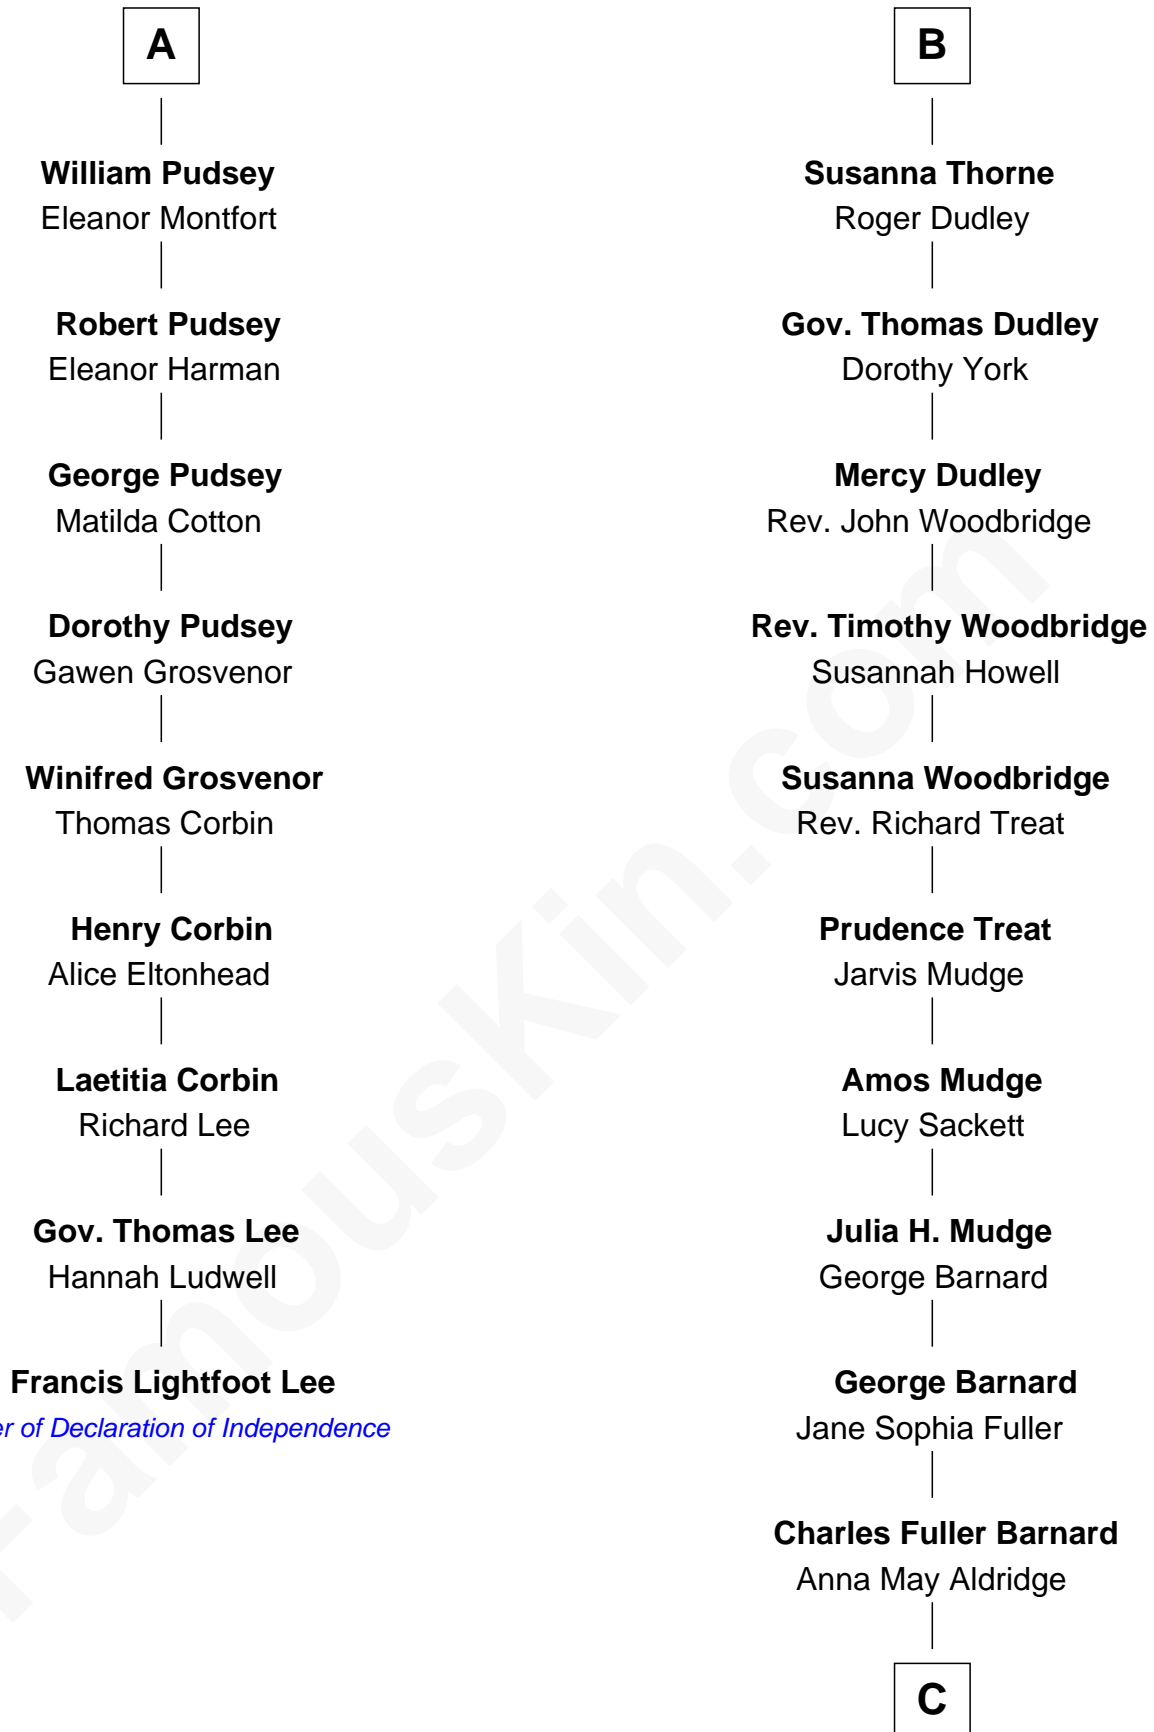 A
William Pudsey
Eleanor Montfort
Robert Pudsey
Eleanor Harman
George Pudsey
Matilda Cotton
Dorothy Pudsey
Gawen Grosvenor
Winifred Grosvenor
Thomas Corbin
Henry Corbin
Alice Eltonhead
Laetitia Corbin
Richard Lee
Gov. Thomas Lee
Hannah Ludwell
Francis Lightfoot Lee
er of Declaration of Independence
B
Susanna Thorne
Roger Dudley
Gov. Thomas Dudley
Dorothy York
Mercy Dudley
Rev. John Woodbridge
Rev. Timothy Woodbridge
Susannah Howell
Susanna Woodbridge
Rev. Richard Treat
Prudence Treat
Jarvis Mudge
Amos Mudge
Lucy Sackett
Julia H. Mudge
George Barnard
George Barnard
Jane Sophia Fuller
Charles Fuller Barnard
Anna May Aldridge
C
FamousKin.com